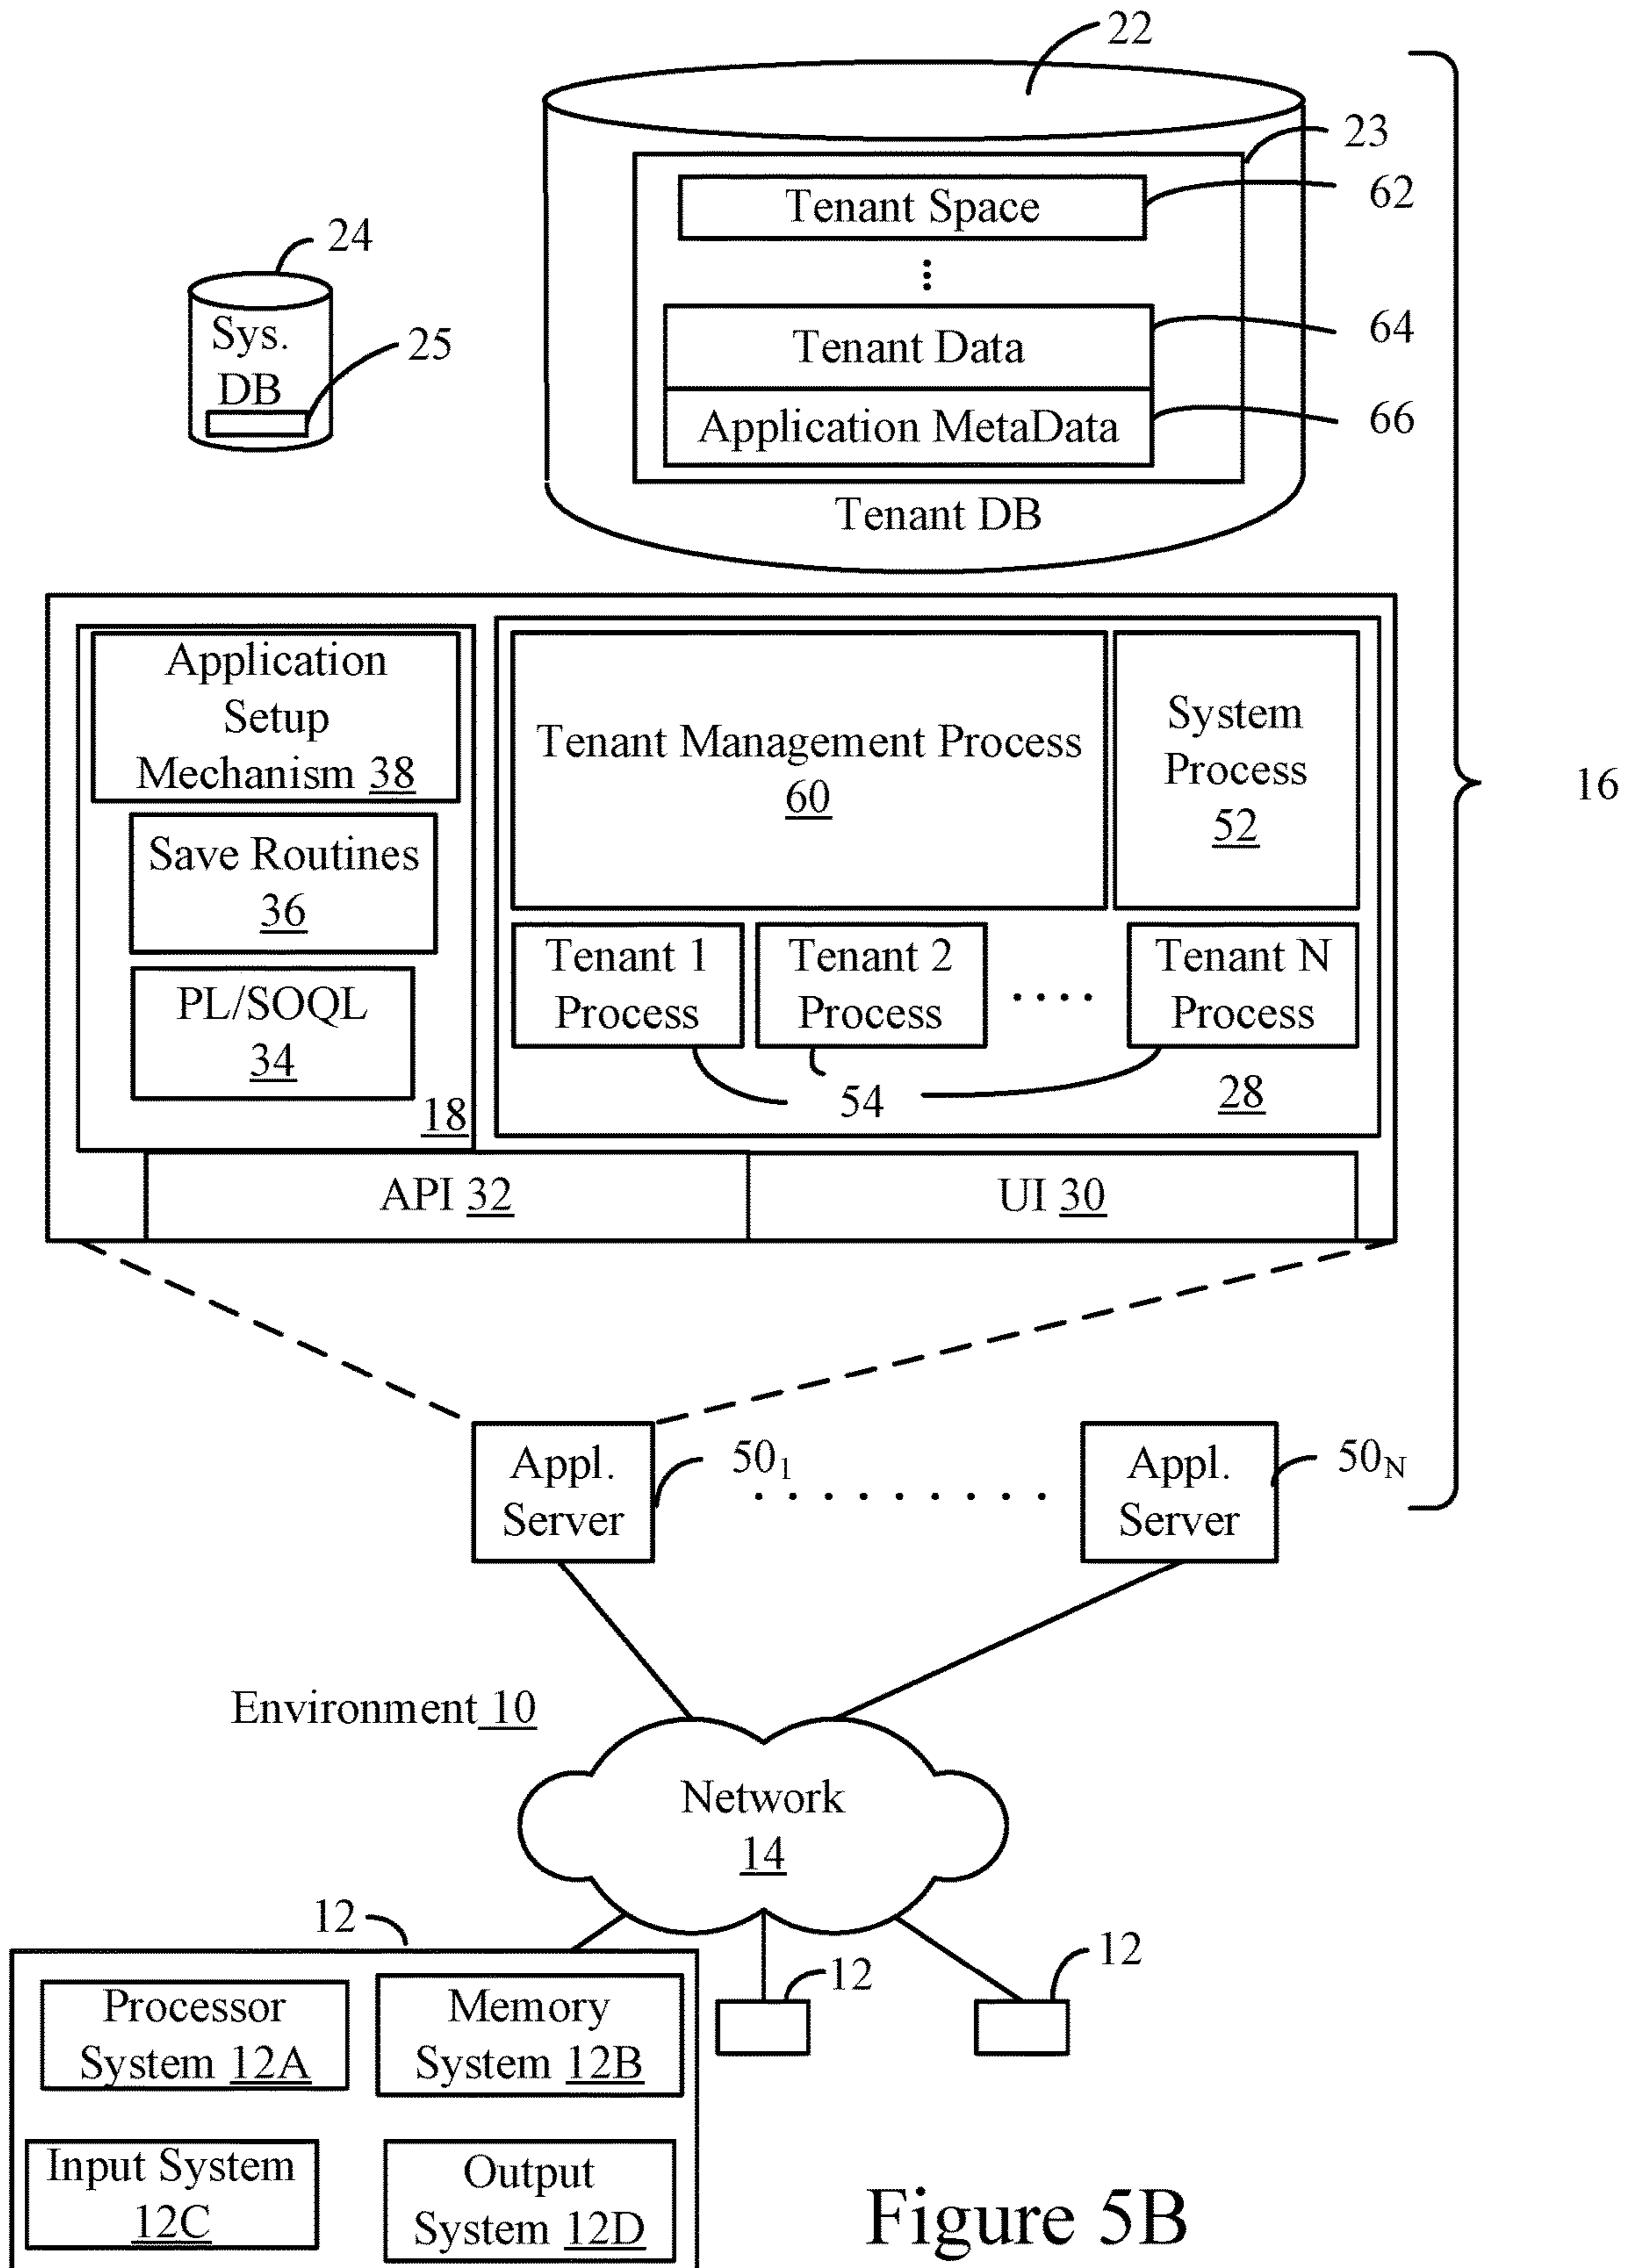 22
23
Tenant Space
62
24
Sys.
DB
25
Tenant Data
64
Application MetaData
66
Tenant DB
16
Application
Setup
Mechanism 38
Save Routines
36
PL/SOQL
34
18
Tenant Management Process
60
System
Process
52
Tenant 1
Process
Tenant 2
Process
....
Tenant N
Process
54
28
API 32
UI 30
Appl.
Server
50₁
.........
Appl.
Server
50N
Environment 10
Network
14
12
12
12
Processor
System 12A
Memory
System 12B
Input System
12C
Output
System 12D
Figure 5B